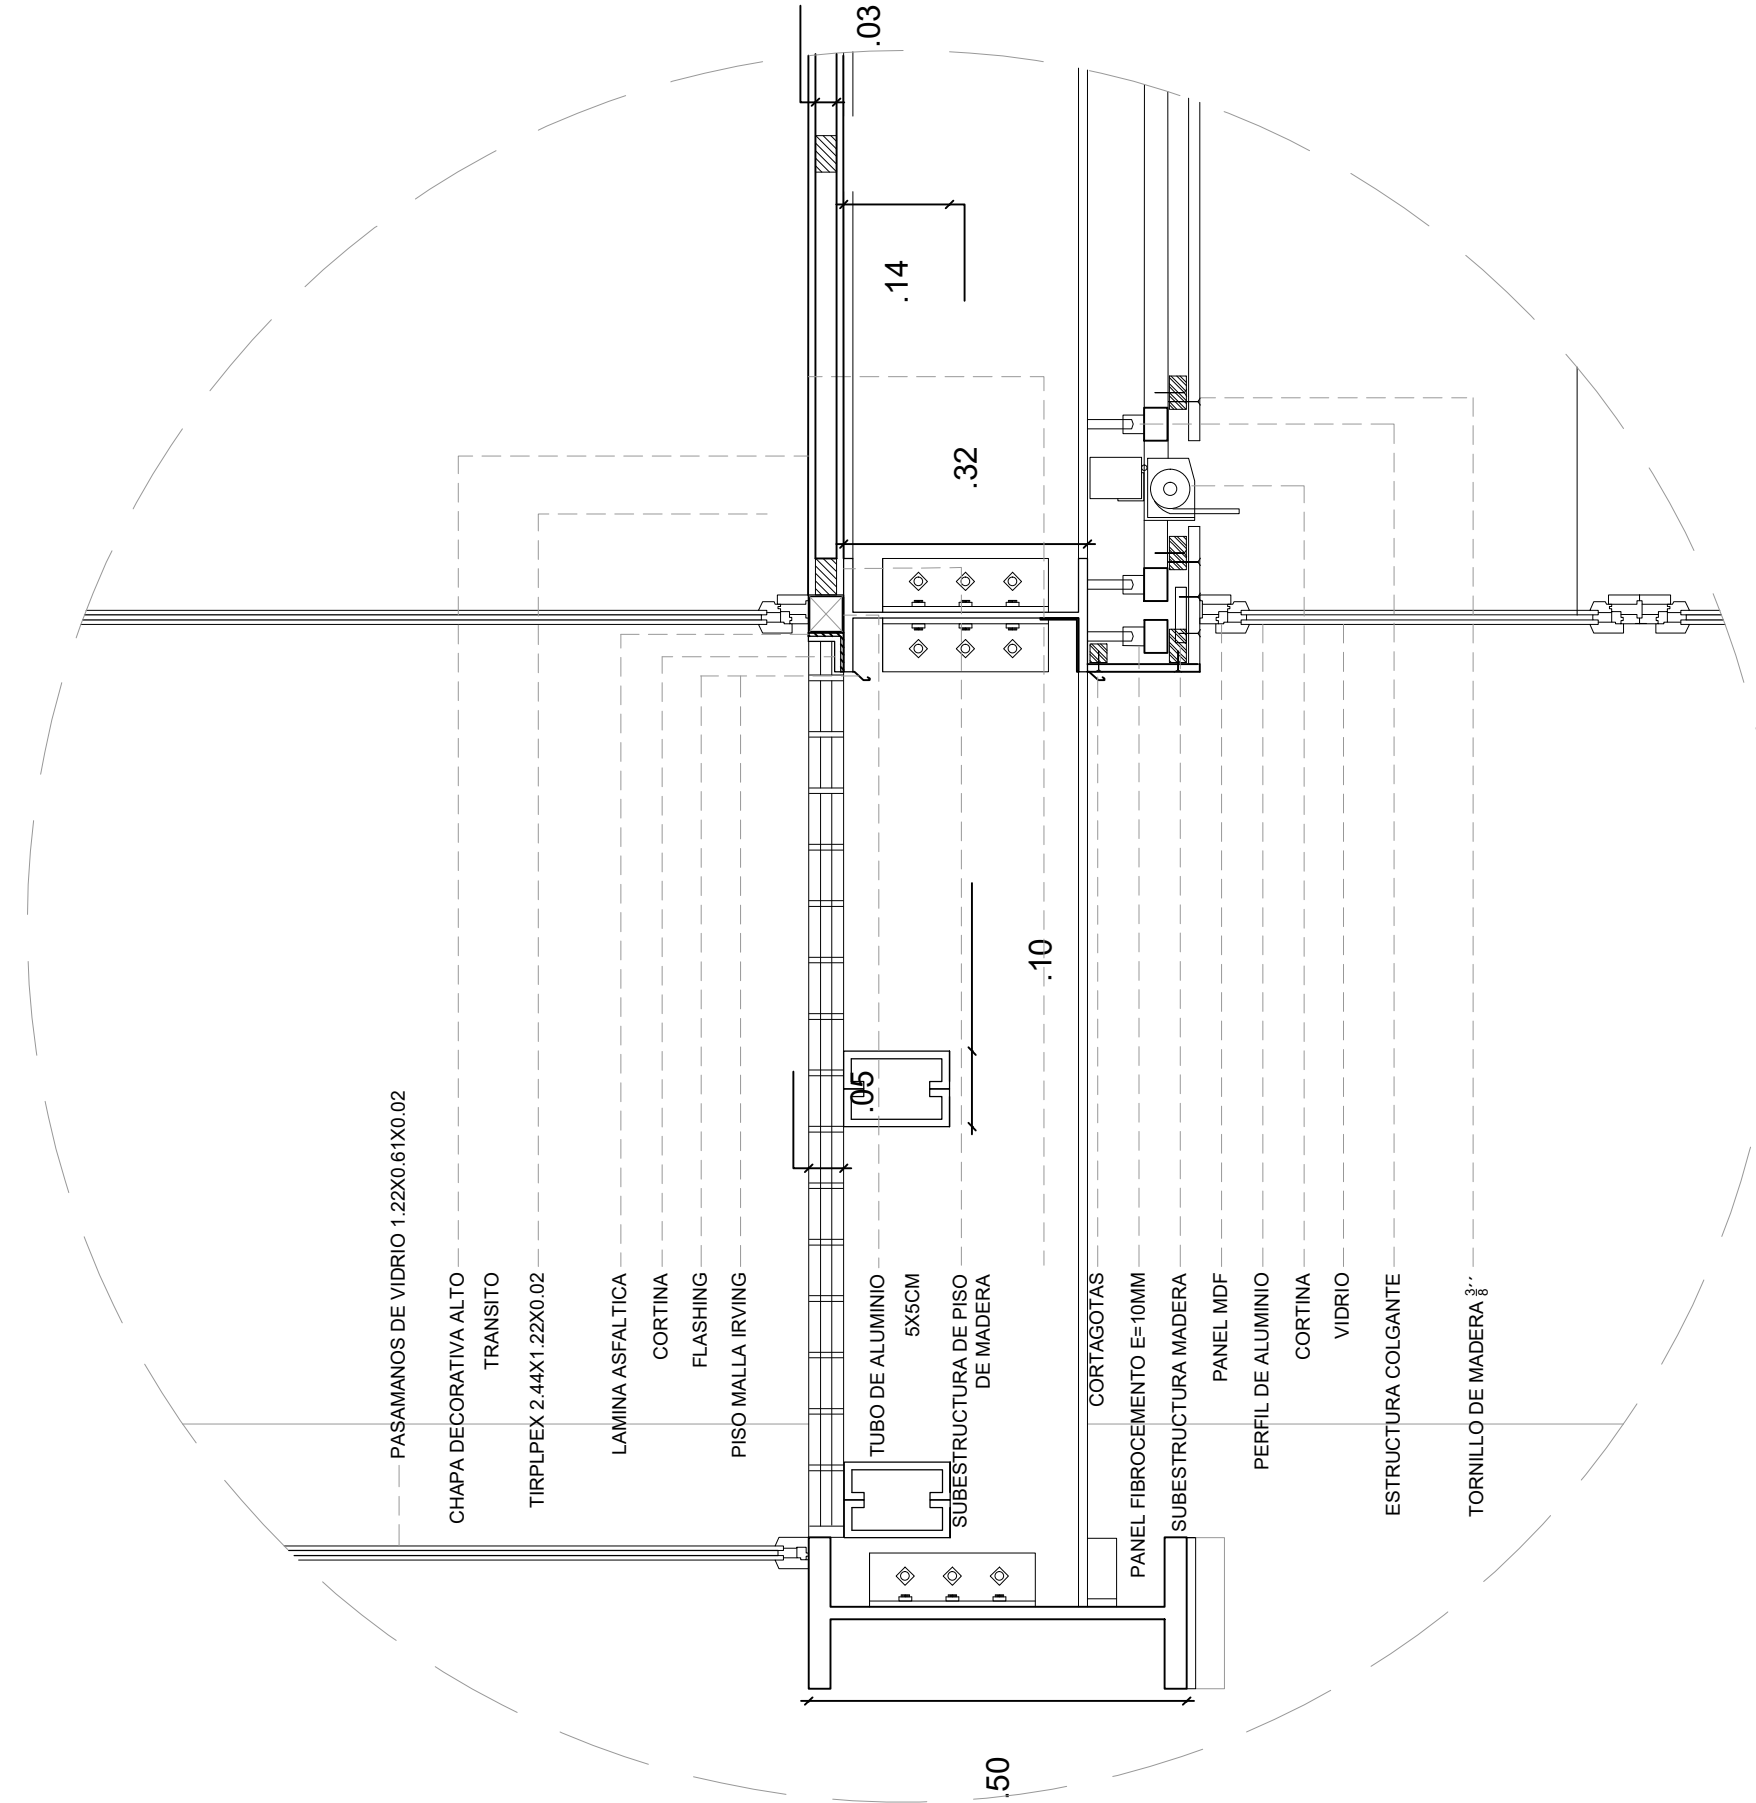 PASAMANOS DE VIDRIO 1.22X0.61X0.02
CHAPA DECORATIVA ALTO
TRANSITO
TIRPLPEX 2.44X1.22X0.02
LAMINA ASFALTICA
CORTINA
FLASHING
PISO MALLA IRVING
TUBO DE ALUMINIO
5X5CM
SUBESTRUCTURA DE PISO
DE MADERA
CORTAGOTAS
PANEL FIBROCEMENTO E=10MM
SUBESTRUCTURA MADERA
PANEL MDF
PERFIL DE ALUMINIO
CORTINA
VIDRIO
ESTRUCTURA COLGANTE
TORNILLO DE MADERA 3/8´´
.50
.05
.10
.32
.14
.03